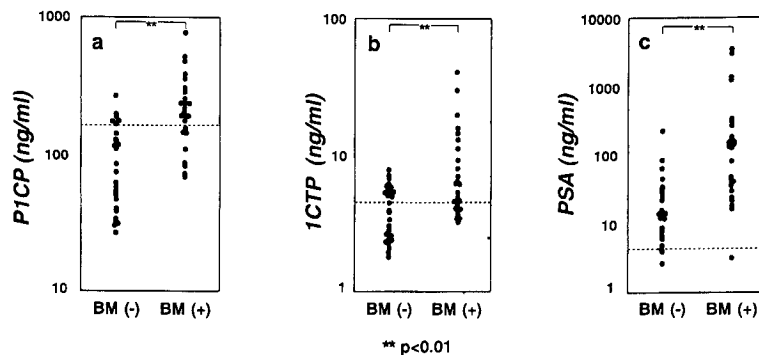 a
**
P1CP (ng/ml)
1000
100
10
BM (-) BM (+)
b
**
1CTP (ng/ml)
100
10
1
BM (-) BM (+)
c
**
PSA (ng/ml)
10000
1000
100
10
1
BM (-) BM (+)
** p<0.01